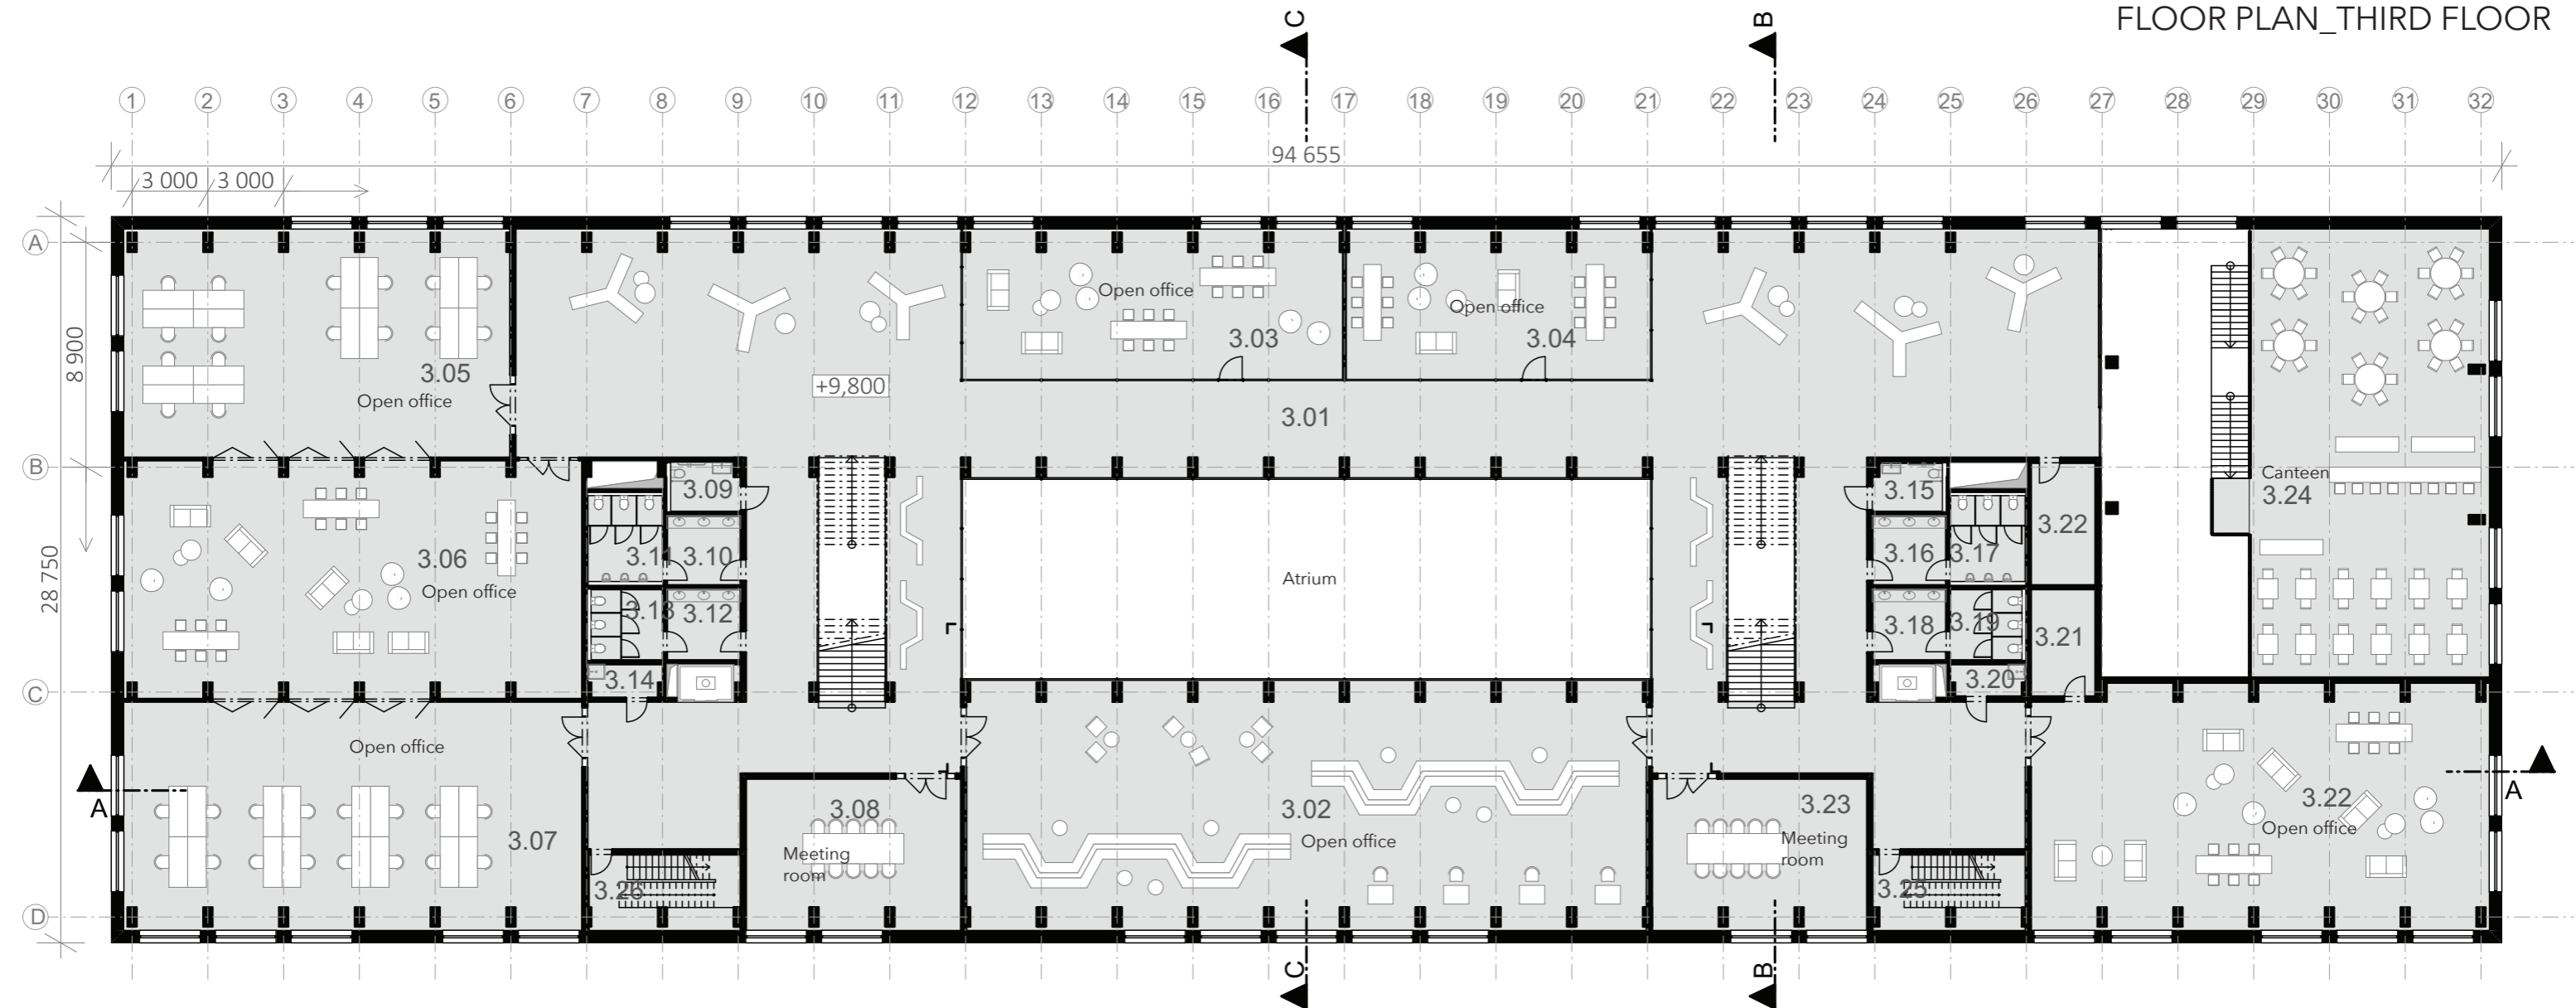 FLOOR PLAN_THIRD FLOOR
C B
1 2 3 4 5 6 7 8 9 10 11 12 13 14 15 16 17 18 19 20 21 22 23 24 25 26 27 28 29 30 31 32
94 655
3 000 3 000
A
8 900
28 750
B
C
D
3.05
Open office
Open office
3.03
Open office
3.04
+9,800
3.01
3.06
Open office
3.09
3.11 3.10
3.13 3.12
3.14
Atrium
3.15
3.16 3.17
3.18 3.19
3.20
3.22
3.21
Canteen
3.24
Open office
3.07
3.26
3.08
Meeting
room
3.02
Open office
3.23
Meeting
room
3.25
3.22
Open office
A A
C B